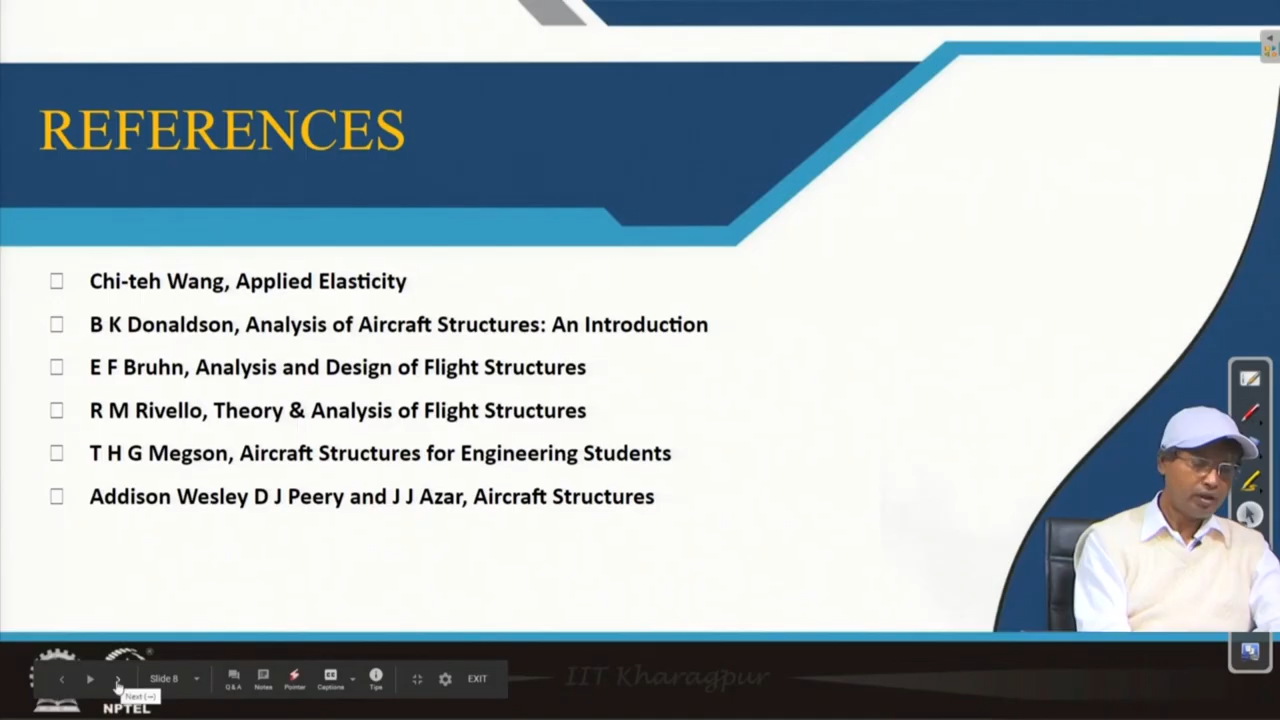 REFERENCES
Chi-teh Wang, Applied Elasticity
B K Donaldson, Analysis of Aircraft Structures: An Introduction
E F Bruhn, Analysis and Design of Flight Structures
R M Rivello, Theory & Analysis of Flight Structures
T H G Megson, Aircraft Structures for Engineering Students
Addison Wesley D J Peery and J J Azar, Aircraft Structures
IIT Kharagpur
Slide 8
Q & A
Notes
Pointer
Captions
Tips
EXIT
Next (→)
NPTEL